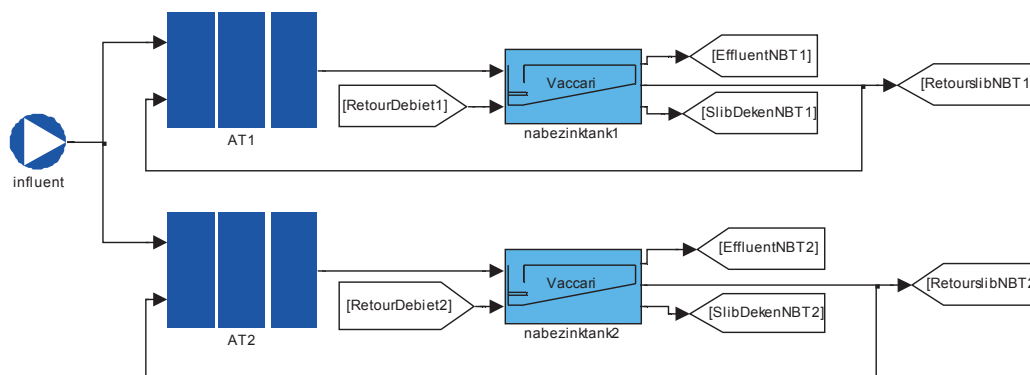 [EffluentNBT1]
Vaccari
[RetourslibNBT1
[RetourDebiet1]
[SlibDekenNBT1]
nabezinktank1
AT1
influent
[EffluentNBT2]
Vaccari
[RetourslibNBT2
[RetourDebiet2]
[SlibDekenNBT2]
nabezinktank2
AT2